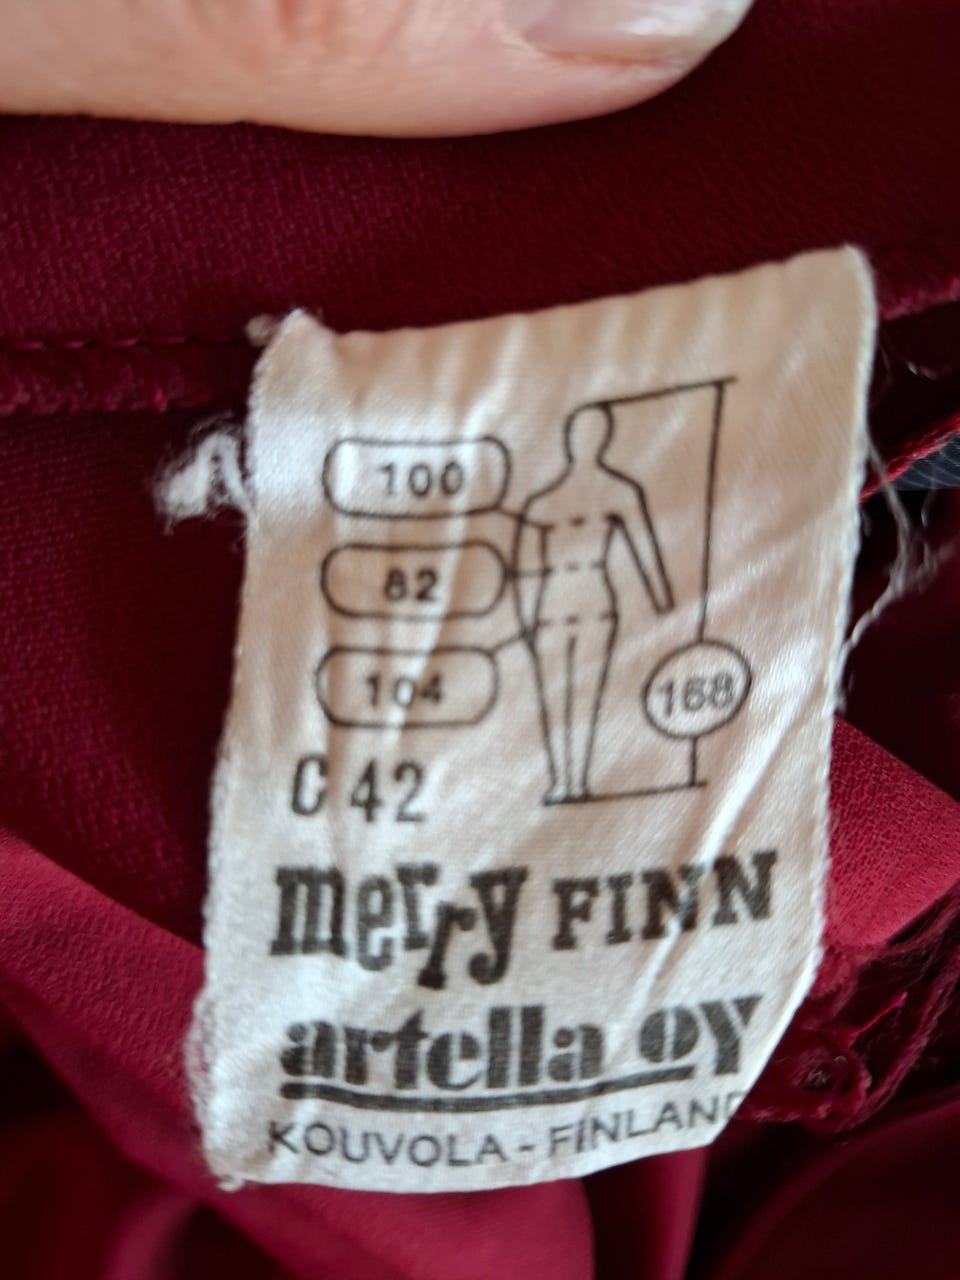 100
82
104
168
C 42
merry FINN
artella oy
KOUVOLA - FINLAND